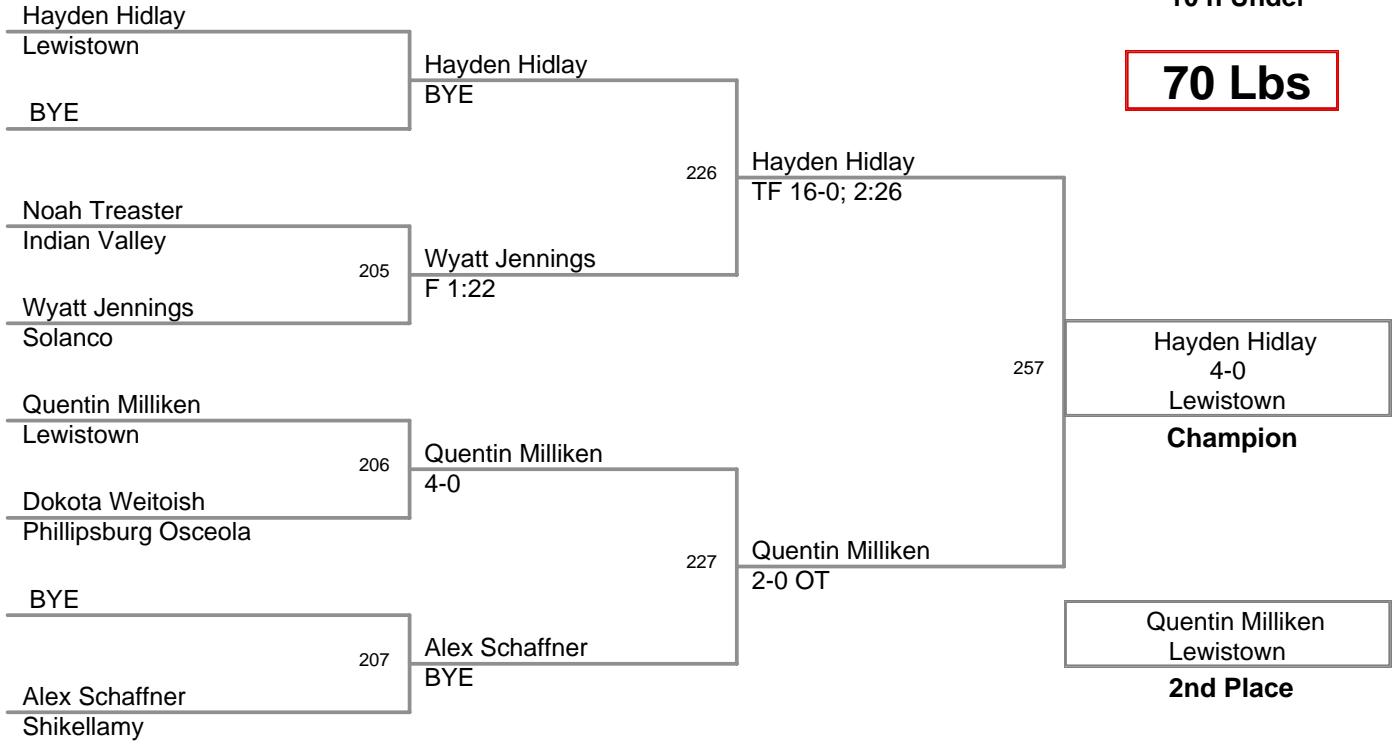 10 n Under
70 Lbs
Hayden Hidlay
Lewistown
BYE
Hayden Hidlay
BYE
226
Hayden Hidlay
TF 16-0; 2:26
Noah Treaster
Indian Valley
205
Wyatt Jennings
F 1:22
Wyatt Jennings
Solanco
257
Hayden Hidlay
4-0
Lewistown
Champion
Quentin Milliken
Lewistown
206
Quentin Milliken
4-0
Dokota Weitoish
Phillipsburg Osceola
227
Quentin Milliken
2-0 OT
BYE
207
Alex Schaffner
BYE
Alex Schaffner
Shikellamy
Quentin Milliken
Lewistown
2nd Place